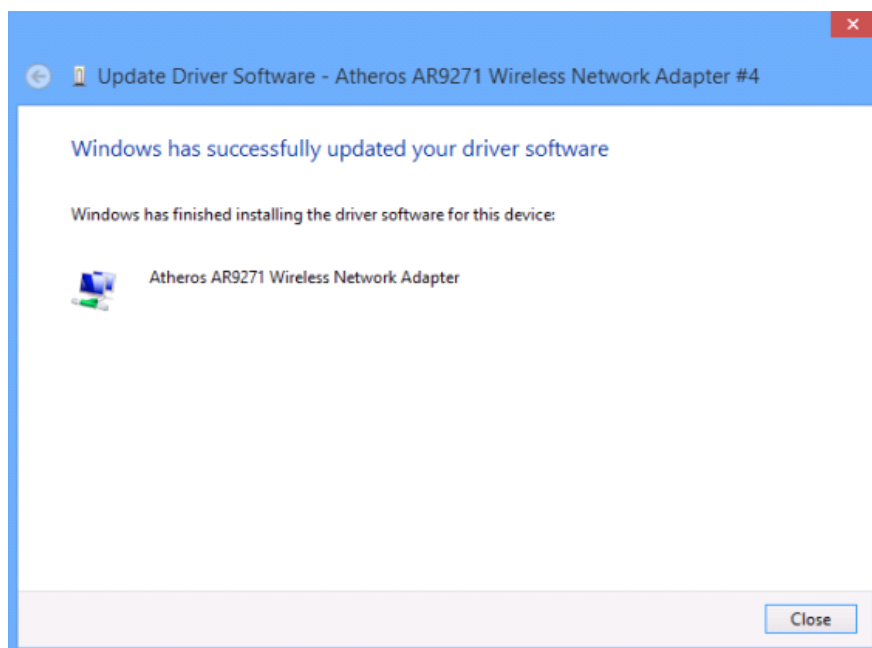 Update Driver Software - Atheros AR9271 Wireless Network Adapter #4
Windows has successfully updated your driver software
Windows has finished installing the driver software for this device:
Atheros AR9271 Wireless Network Adapter
Close